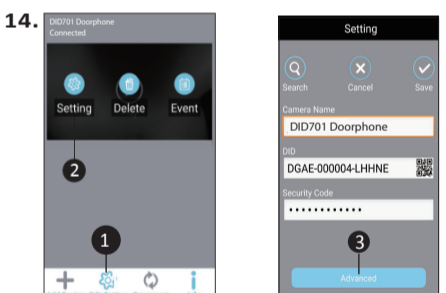 14.
DID701 Doorphone
Connected
Setting Delete Event
2
1
Setting
Search Cancel Save
Camera Name
DID701 Doorphone
DID
DGAE-000004-LHHNE
Security Code
••••••••••••
3
Advanced